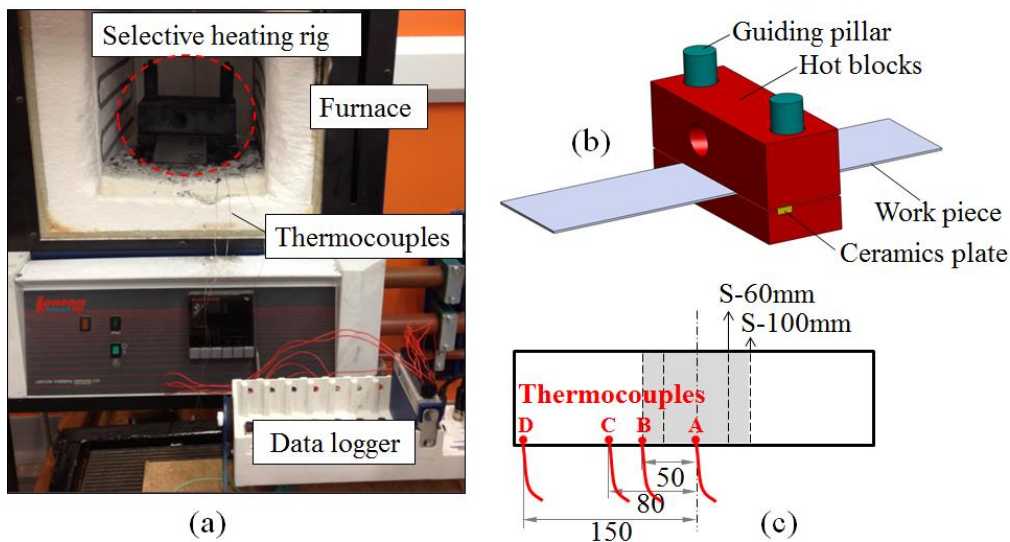 Selective heating rig
Furnace
Thermocouples
Lenton
Data logger
(a)
Guiding pillar
Hot blocks
(b)
Work piece
Ceramics plate
S-60mm
S-100mm
Thermocouples
D C B A
50
80
150
(c)